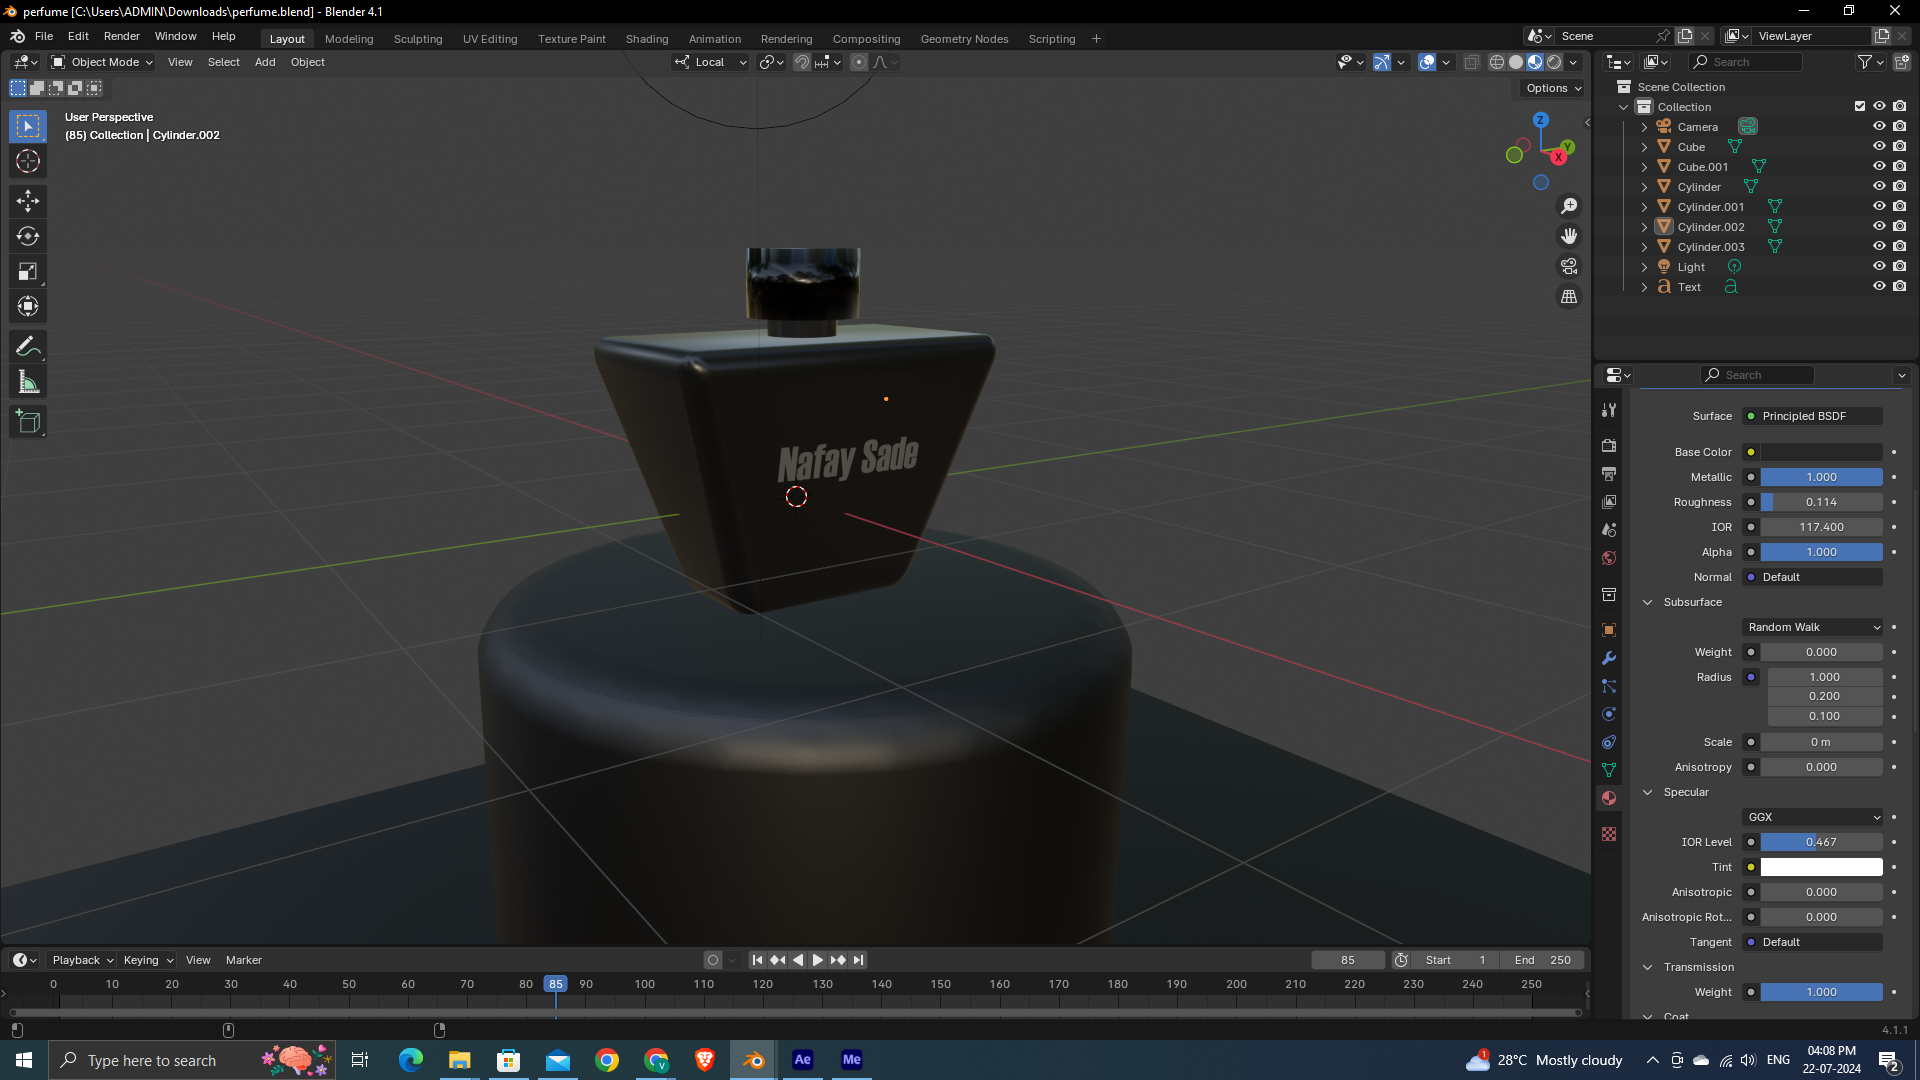 perfume [C:\Users\ADMIN\Downloads\perfume.blend] - Blender 4.1
File Edit Render Window Help
Layout Modeling Sculpting UV Editing Texture Paint Shading Animation Rendering Compositing Geometry Nodes Scripting +
Scene
ViewLayer
Object Mode View Select Add Object
Local
Search
Options
User Perspective
(85) Collection | Cylinder.002
Z
Y
X
Scene Collection
Collection
Camera
Cube
Cube.001
Cylinder
Cylinder.001
Cylinder.002
Cylinder.003
Light
Text
Nafay Sade
Search
Surface Principled BSDF
Base Color
Metallic 1.000
Roughness 0.114
IOR 117.400
Alpha 1.000
Normal Default
Subsurface
Random Walk
Weight 0.000
Radius 1.000
0.200
0.100
Scale 0 m
Anisotropy 0.000
Specular
GGX
IOR Level 0.467
Tint
Anisotropic 0.000
Anisotropic Rot... 0.000
Tangent Default
Transmission
Weight 1.000
Coat
Playback Keying View Marker
85 Start 1 End 250
0 10 20 30 40 50 60 70 80 85 90 100 110 120 130 140 150 160 170 180 190 200 210 220 230 240 250
4.1.1
Type here to search
Ae
Me
1
28°C Mostly cloudy
ENG
04:08 PM
22-07-2024
2